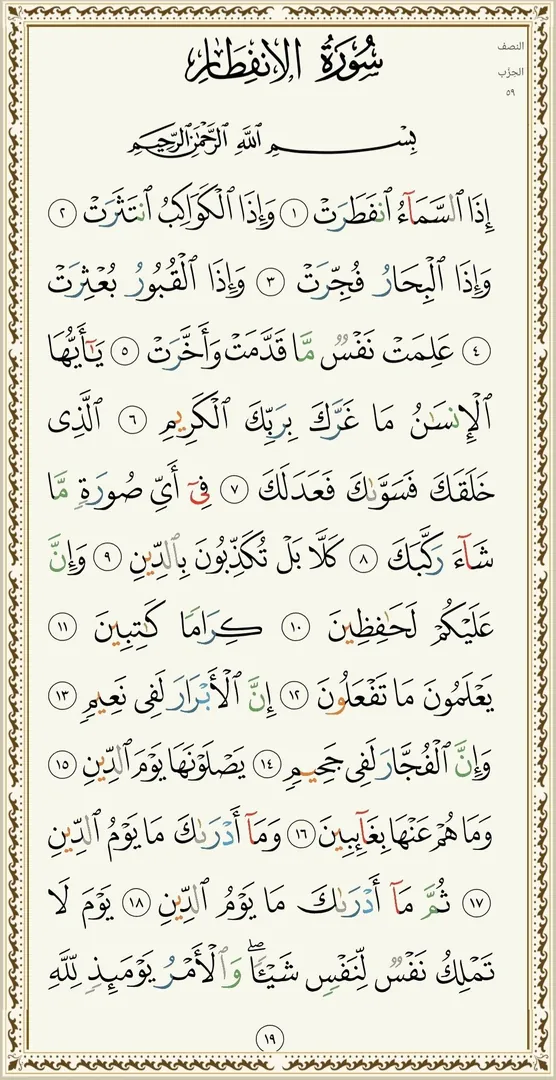 سُورَةُ الانفِطَارِ
النصف
الحِزْب
٥٩
بِسْمِ ٱللَّهِ ٱلرَّحْمَٰنِ ٱلرَّحِيمِ
إِذَا ٱلسَّمَآءُ ٱنفَطَرَتْ ١ وَإِذَا ٱلْكَوَاكِبُ ٱنتَثَرَتْ ٢
وَإِذَا ٱلْبِحَارُ فُجِّرَتْ ٣ وَإِذَا ٱلْقُبُورُ بُعْثِرَتْ
٤ عَلِمَتْ نَفْسٌ مَّا قَدَّمَتْ وَأَخَّرَتْ ٥ يَـٰٓأَيُّهَا
ٱلْإِنسَـٰنُ مَا غَرَّكَ بِرَبِّكَ ٱلْكَرِيمِ ٦ ٱلَّذِى
خَلَقَكَ فَسَوَّىٰكَ فَعَدَلَكَ ٧ فِىٓ أَىِّ صُورَةٍ مَّا
شَآءَ رَكَّبَكَ ٨ كَلَّا بَلْ تُكَذِّبُونَ بِٱلدِّينِ ٩ وَإِنَّ
عَلَيْكُمْ لَحَـٰفِظِينَ ١٠ كِرَامًا كَـٰتِبِينَ ١١
يَعْلَمُونَ مَا تَفْعَلُونَ ١٢ إِنَّ ٱلْأَبْرَارَ لَفِى نَعِيمٍ ١٣
وَإِنَّ ٱلْفُجَّارَ لَفِى جَحِيمٍ ١٤ يَصْلَوْنَهَا يَوْمَ ٱلدِّينِ ١٥
وَمَا هُمْ عَنْهَا بِغَآئِبِينَ ١٦ وَمَآ أَدْرَىٰكَ مَا يَوْمُ ٱلدِّينِ
١٧ ثُمَّ مَآ أَدْرَىٰكَ مَا يَوْمُ ٱلدِّينِ ١٨ يَوْمَ لَا
تَمْلِكُ نَفْسٌ لِّنَفْسٍ شَيْـًٔا ۖ وَٱلْأَمْرُ يَوْمَئِذٍ لِّلَّهِ
١٩